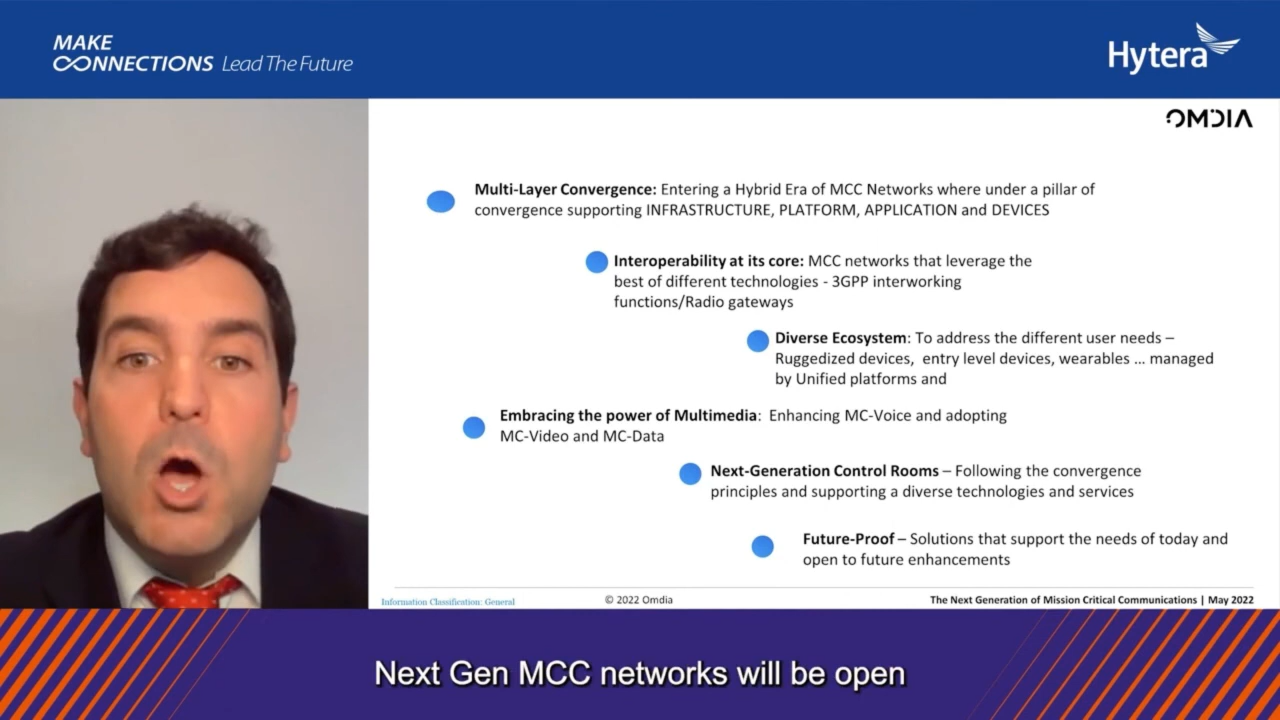 MAKE
CONNECTIONS Lead The Future
Hytera
OMDIA
Multi-Layer Convergence: Entering a Hybrid Era of MCC Networks where under a pillar of
convergence supporting INFRASTRUCTURE, PLATFORM, APPLICATION and DEVICES
Interoperability at its core: MCC networks that leverage the
best of different technologies - 3GPP interworking
functions/Radio gateways
Diverse Ecosystem: To address the different user needs –
Ruggedized devices, entry level devices, wearables ... managed
by Unified platforms and
Embracing the power of Multimedia: Enhancing MC-Voice and adopting
MC-Video and MC-Data
Next-Generation Control Rooms – Following the convergence
principles and supporting a diverse technologies and services
Future-Proof – Solutions that support the needs of today and
open to future enhancements
Information Classification: General
© 2022 Omdia
The Next Generation of Mission Critical Communications | May 2022
Next Gen MCC networks will be open